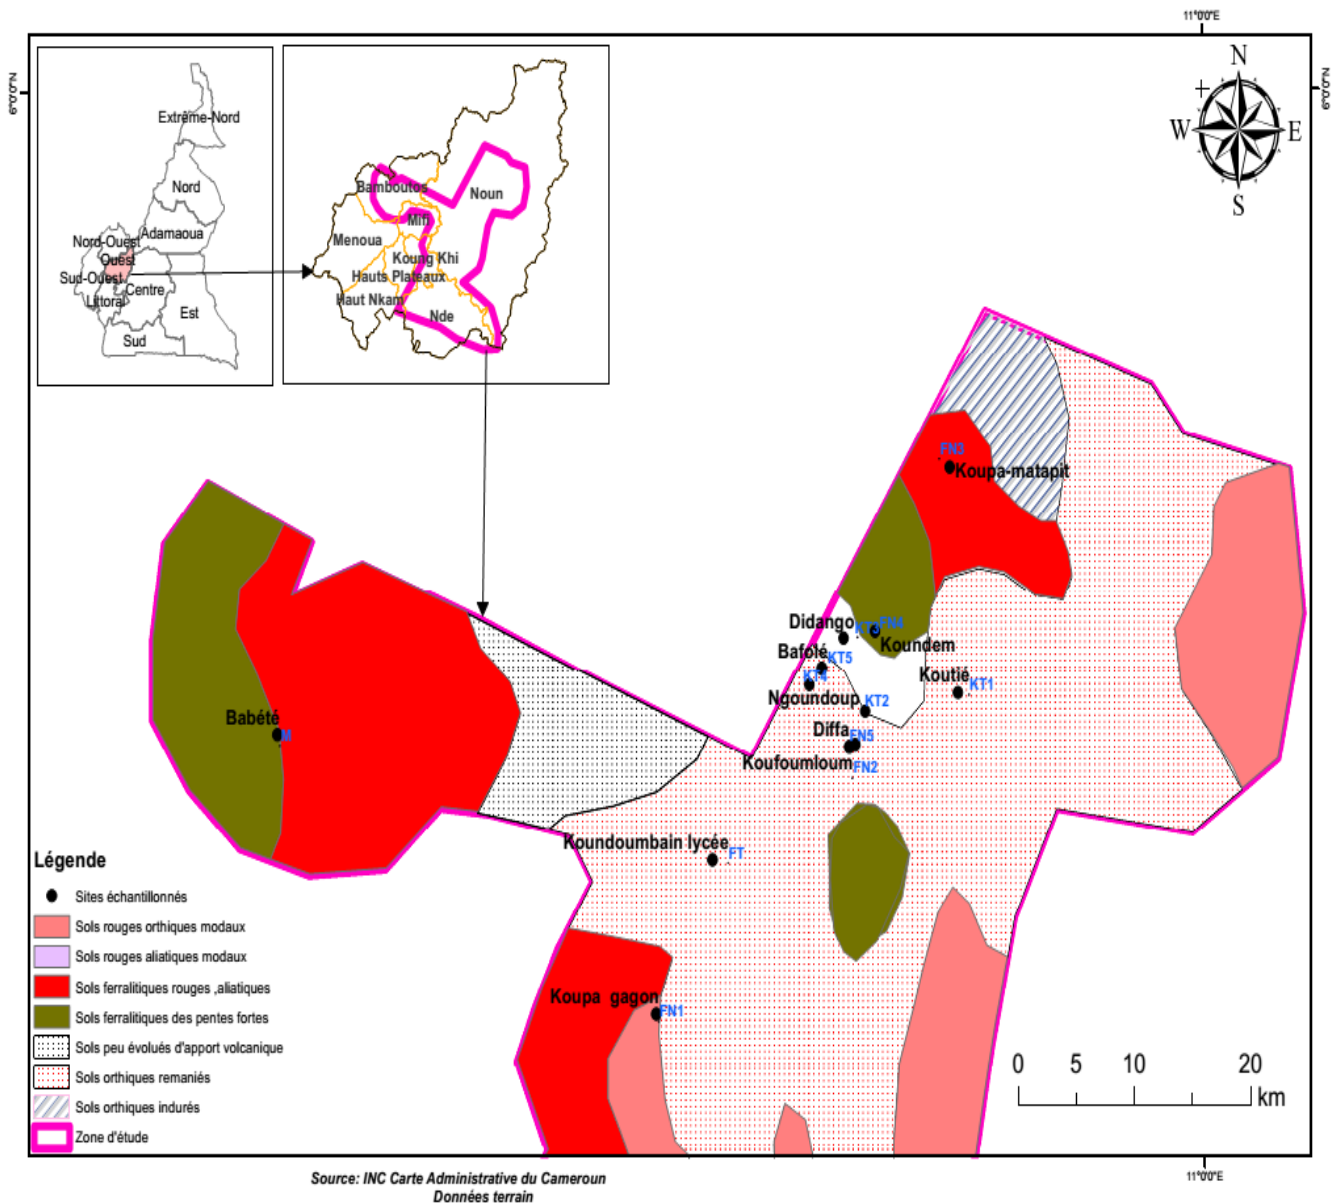 11°0'0"E
6°0'0"N
6°0'0"N
N
W
E
S
Extrême-Nord
Nord
Adamaoua
Nord-Ouest
Ouest
Sud-Ouest
Centre
Littoral
Est
Sud
Bamboutos
Noun
Mifi
Menoua
Koung Khi
Hauts Plateaux
Haut Nkam
Nde
FN3
Koupa-matapit
Didango
KT3
FN4
Koundem
Bafolé
KT5
KT4
Koutié
KT1
Ngoundoup
KT2
Babété
M
Diffa
FN5
Koufoumloum
FN2
Koundoumbain lycée
FT
Koupa gagon
FN1
Légende
Sites échantillonnés
Sols rouges orthiques modaux
Sols rouges aliatiques modaux
Sols ferralitiques rouges ,aliatiques
Sols ferralitiques des pentes fortes
Sols peu évolués d'apport volcanique
Sols orthiques remaniés
Sols orthiques indurés
Zone d'étude
0 5 10 20
km
11°0'0"E
Source: INC Carte Administrative du Cameroun
Données terrain